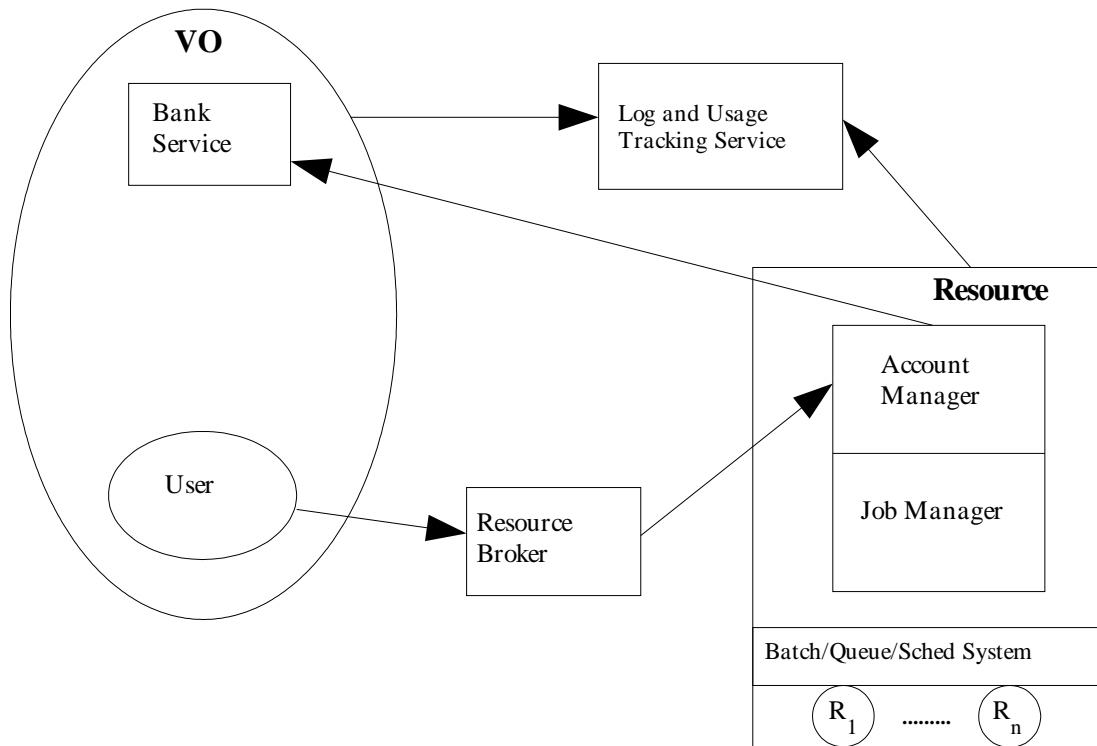 VO
Bank
Service
Log and Usage
Tracking Service
Resource
Account
Manager
User
Resource
Broker
Job Manager
Batch/Queue/Sched System
R1 ......... Rn